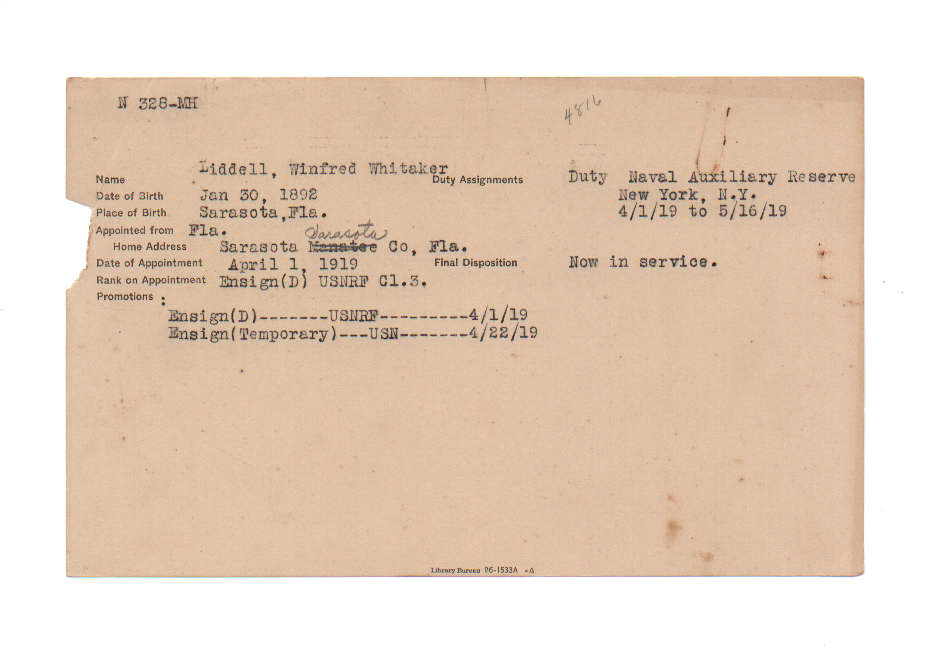 N 328-MH
4816
Name Liddell, Winfred Whitaker
Date of Birth Jan 30, 1892
Place of Birth Sarasota,Fla.
Appointed from Fla.
Sarasota
Home Address Sarasota Manatee Co, Fla.
Date of Appointment April 1, 1919
Rank on Appointment Ensign(D) USNRF Cl.3.
Promotions :
Ensign(D)-------USNRF---------4/1/19
Ensign(Temporary)---USN-------4/22/19
Duty Assignments Duty Naval Auxiliary Reserve
New York, N.Y.
4/1/19 to 5/16/19
Final Disposition Now in service.
Library Bureau 26-1533A -A